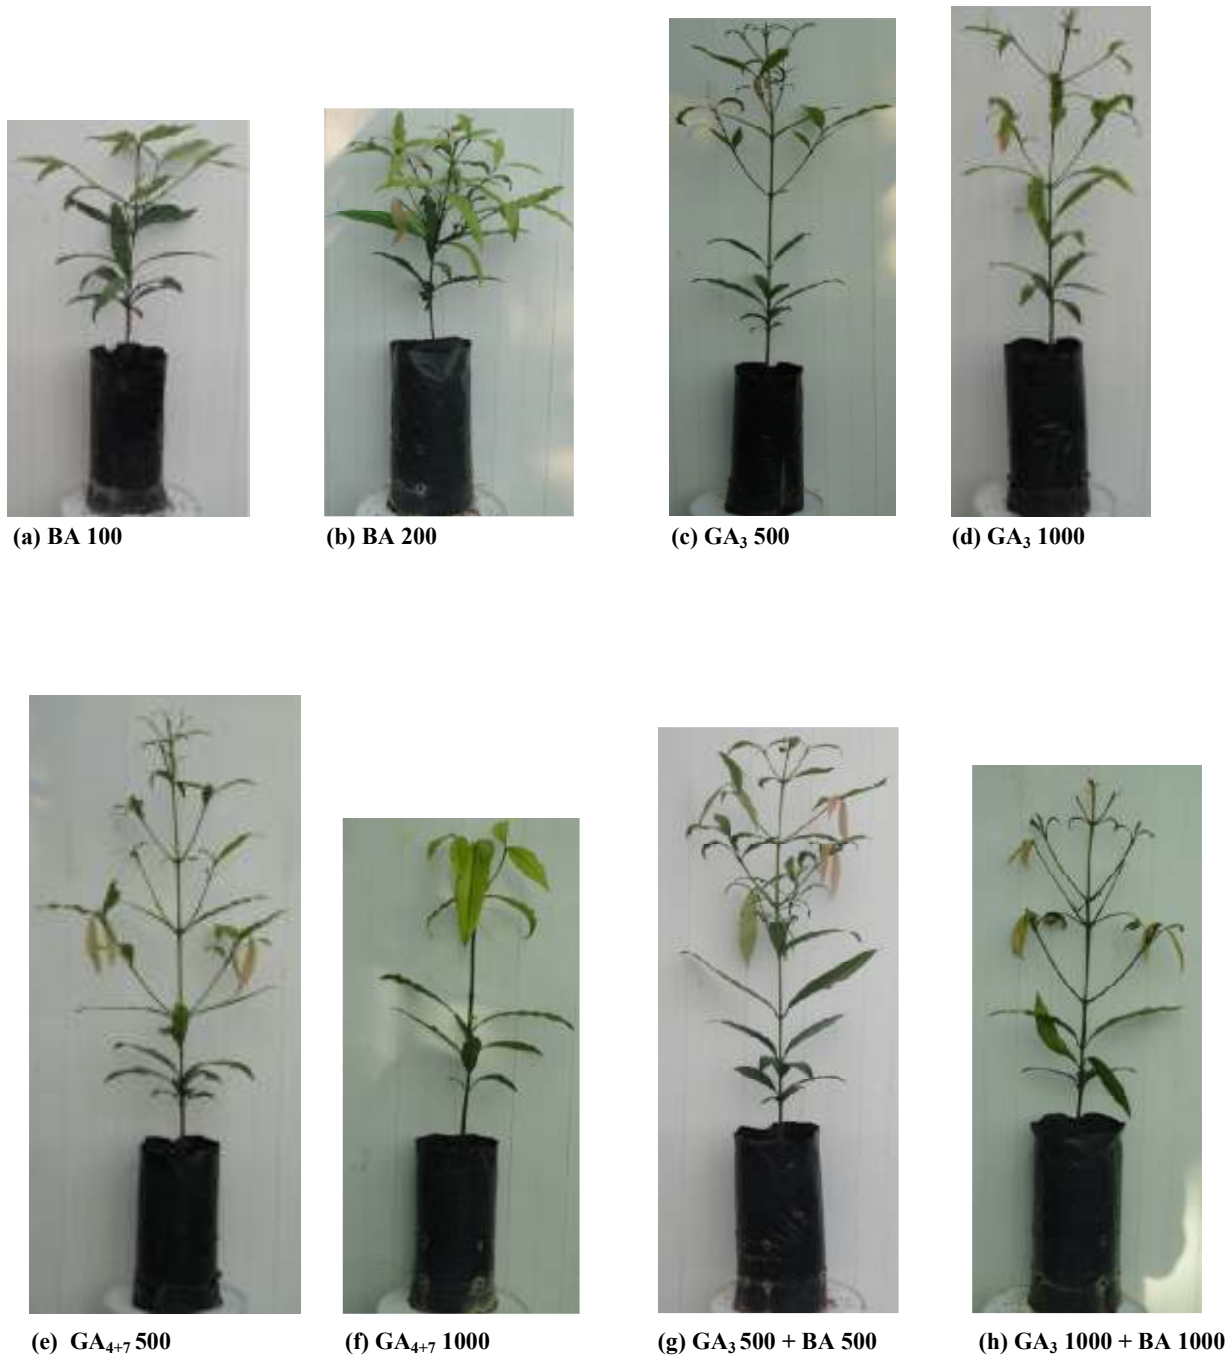 (a) BA 100
(b) BA 200
(c) GA₃ 500
(d) GA₃ 1000
(e) GA₄₊₇ 500
(f) GA₄₊₇ 1000
(g) GA₃ 500 + BA 500
(h) GA₃ 1000 + BA 1000